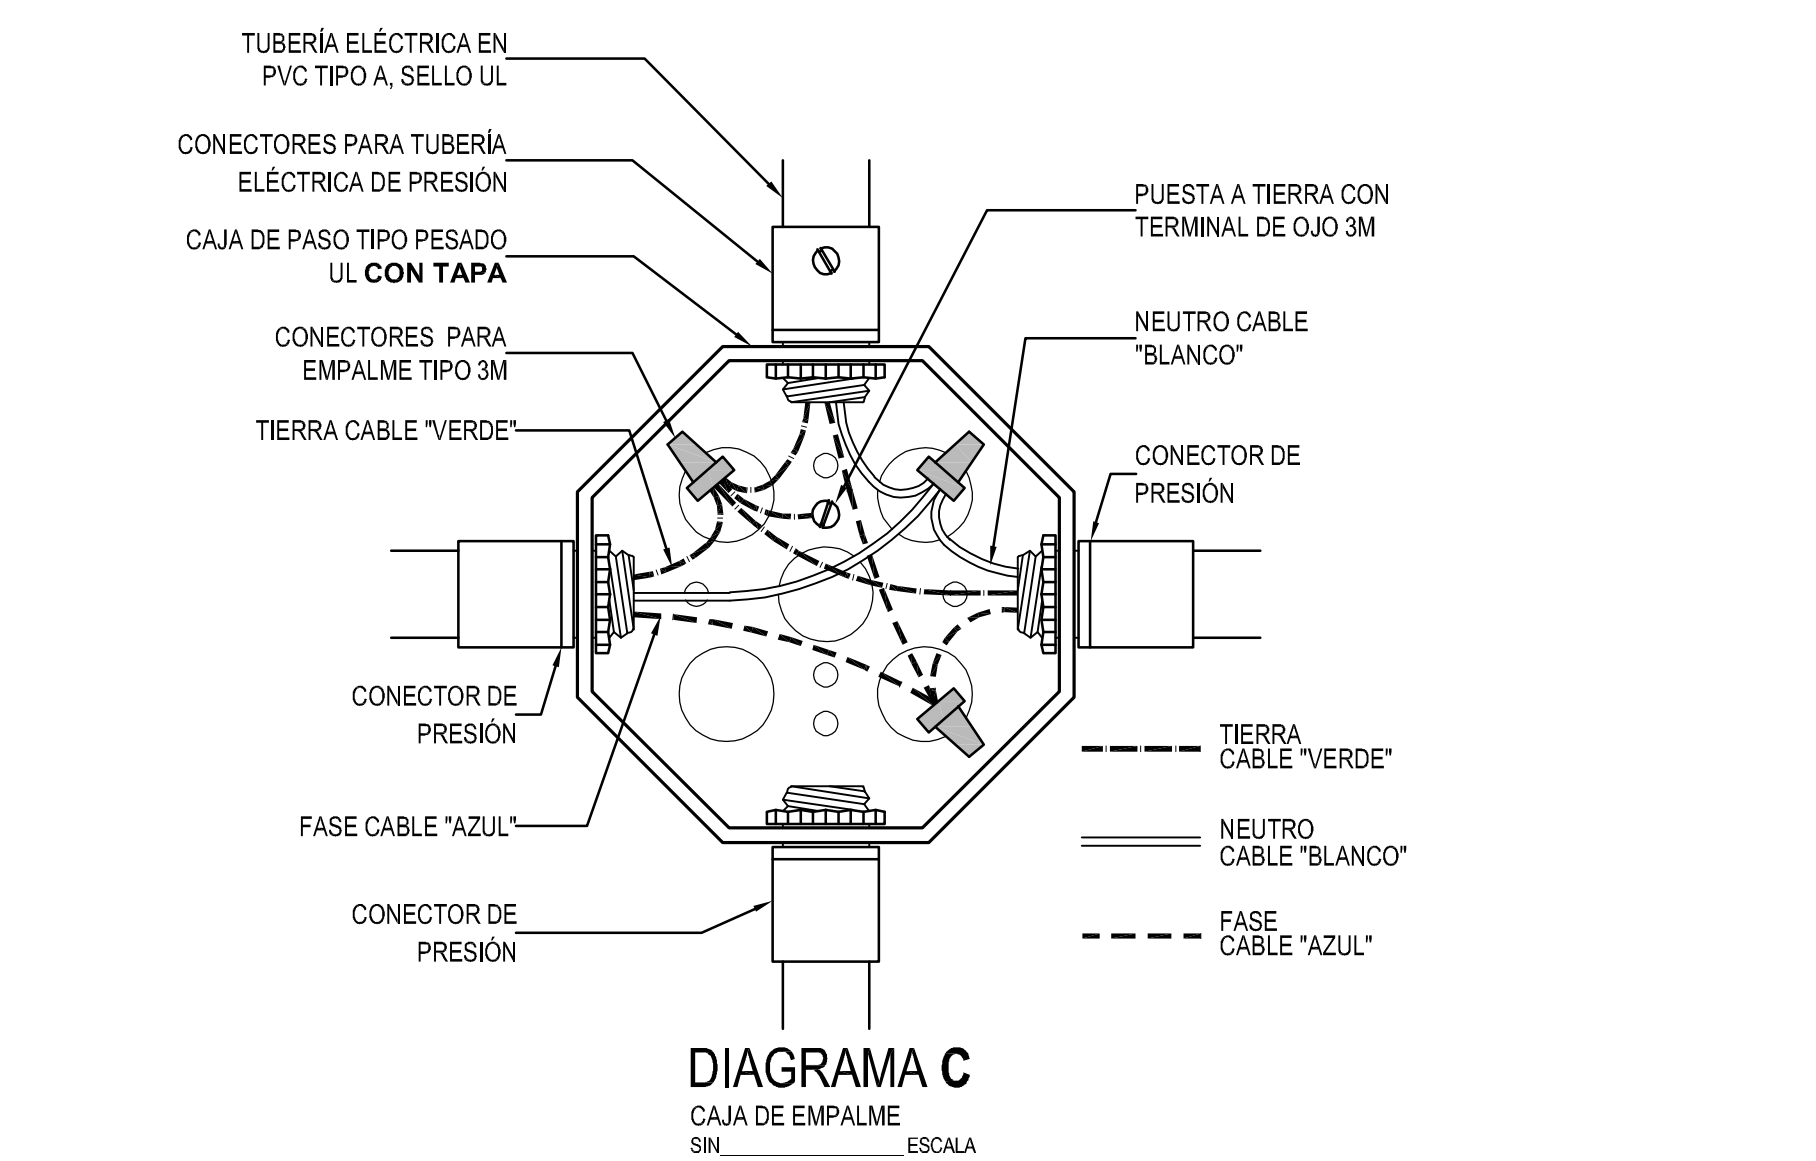 TUBERÍA ELÉCTRICA EN
PVC TIPO A, SELLO UL
CONECTORES PARA TUBERÍA
ELÉCTRICA DE PRESIÓN
CAJA DE PASO TIPO PESADO
UL CON TAPA
CONECTORES PARA
EMPALME TIPO 3M
TIERRA CABLE "VERDE"
PUESTA A TIERRA CON
TERMINAL DE OJO 3M
NEUTRO CABLE
"BLANCO"
CONECTOR DE
PRESIÓN
CONECTOR DE
PRESIÓN
FASE CABLE "AZUL"
CONECTOR DE
PRESIÓN
TIERRA
CABLE "VERDE"
NEUTRO
CABLE "BLANCO"
FASE
CABLE "AZUL"
DIAGRAMA C
CAJA DE EMPALME
SIN ESCALA